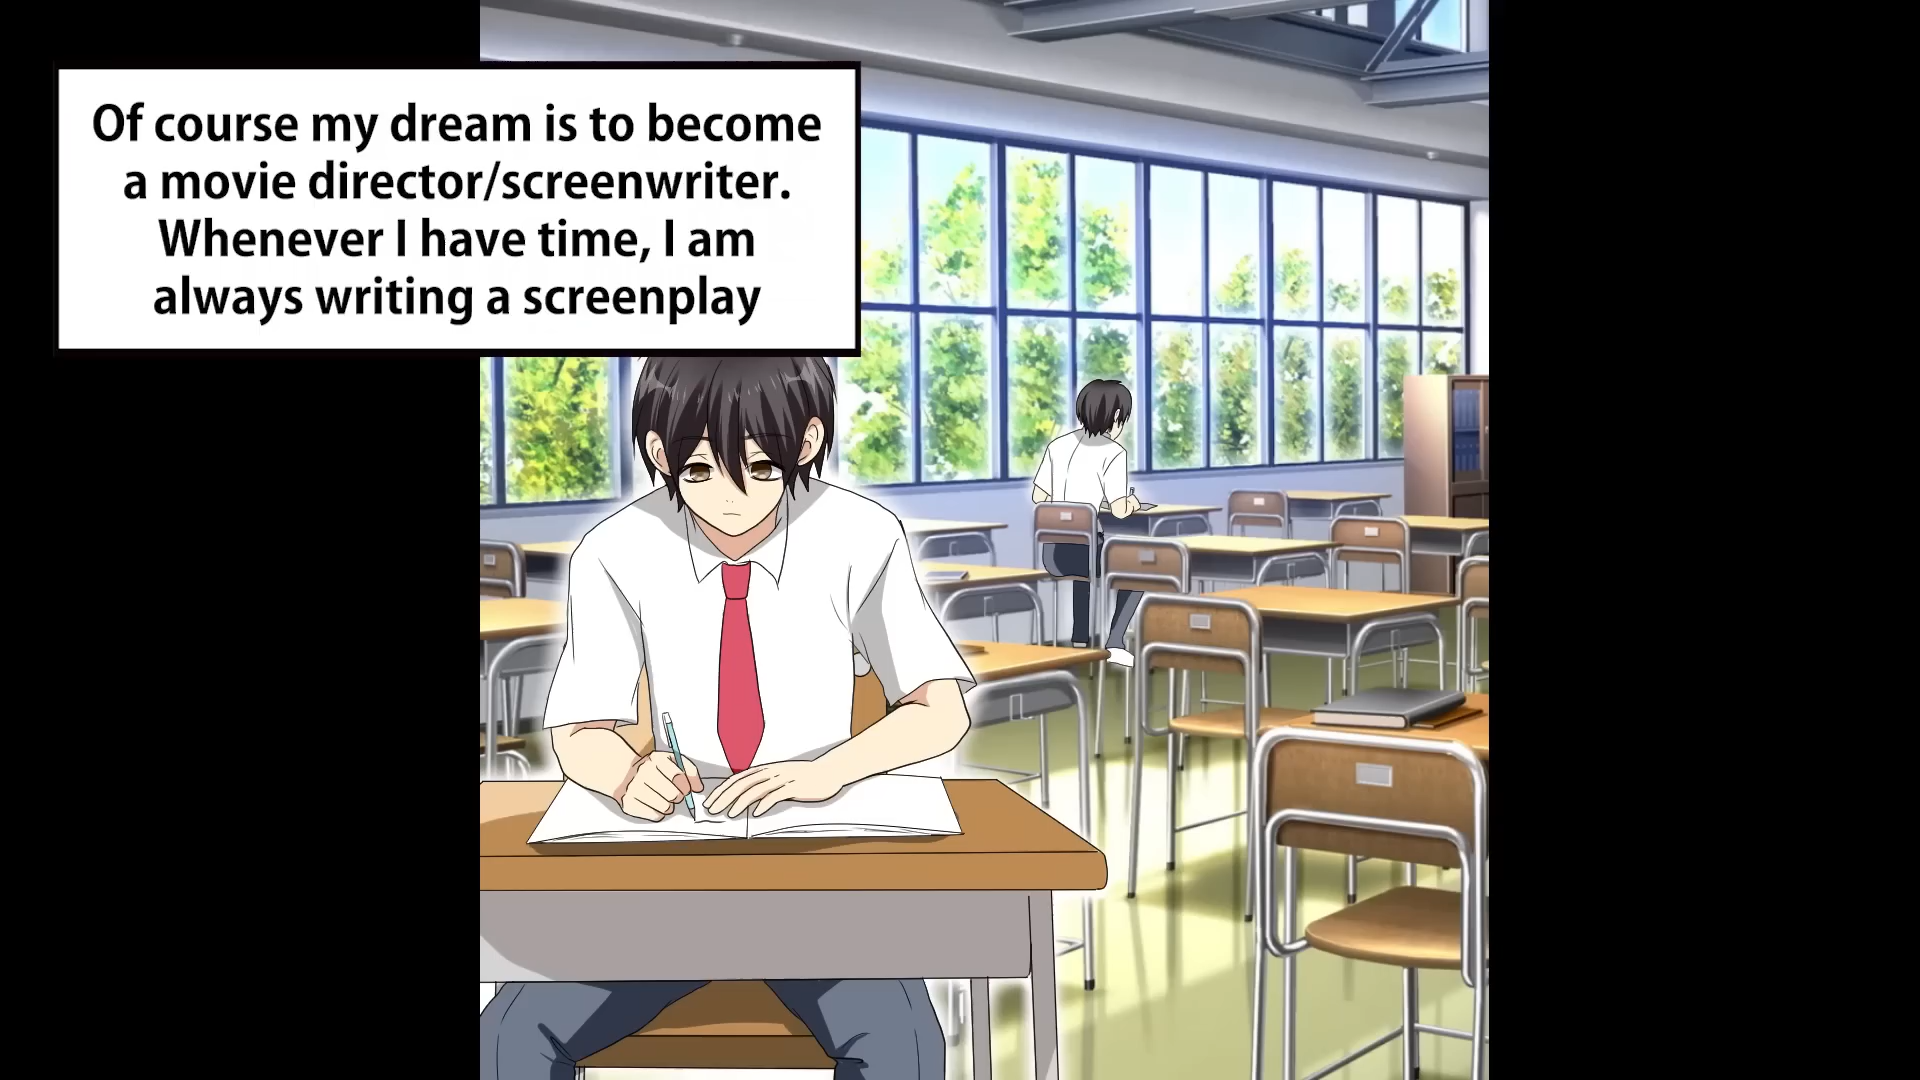 Of course my dream is to become
a movie director/screenwriter.
Whenever I have time, I am
always writing a screenplay